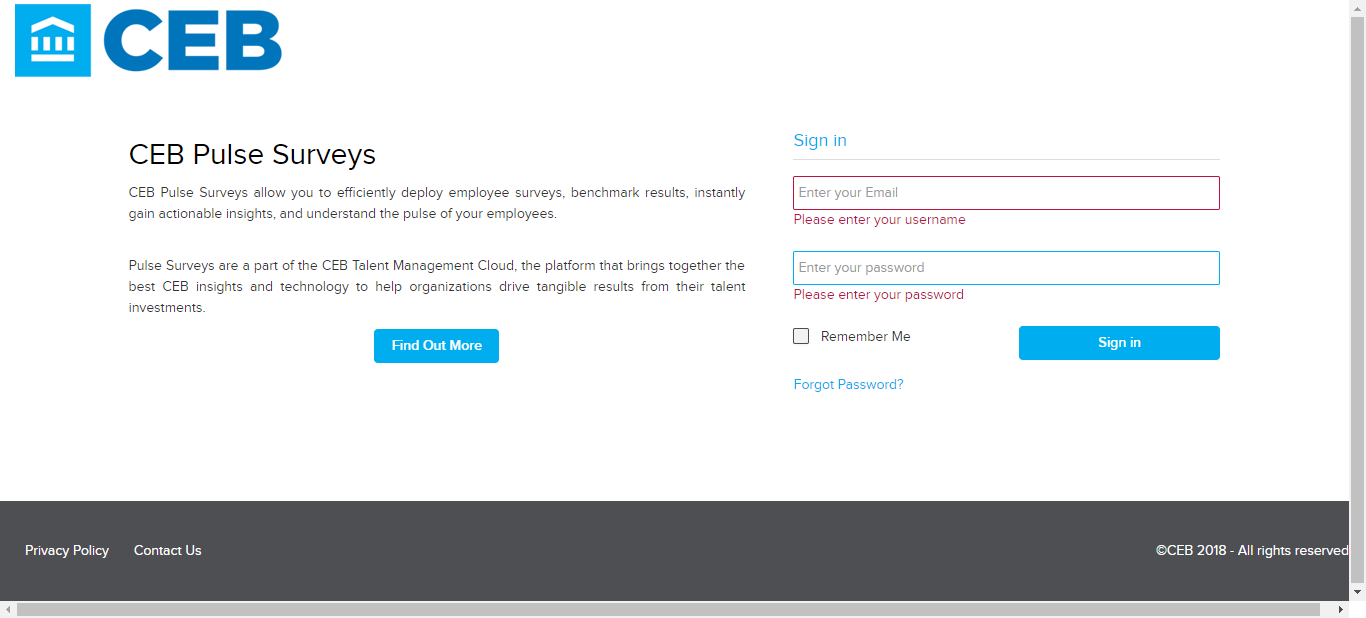 CEB
CEB Pulse Surveys
CEB Pulse Surveys allow you to efficiently deploy employee surveys, benchmark results, instantly
gain actionable insights, and understand the pulse of your employees.
Pulse Surveys are a part of the CEB Talent Management Cloud, the platform that brings together the
best CEB insights and technology to help organizations drive tangible results from their talent
investments.
Find Out More
Sign in
Enter your Email
Please enter your username
Enter your password
Please enter your password
Remember Me
Sign in
Forgot Password?
Privacy Policy
Contact Us
©CEB 2018 - All rights reserved